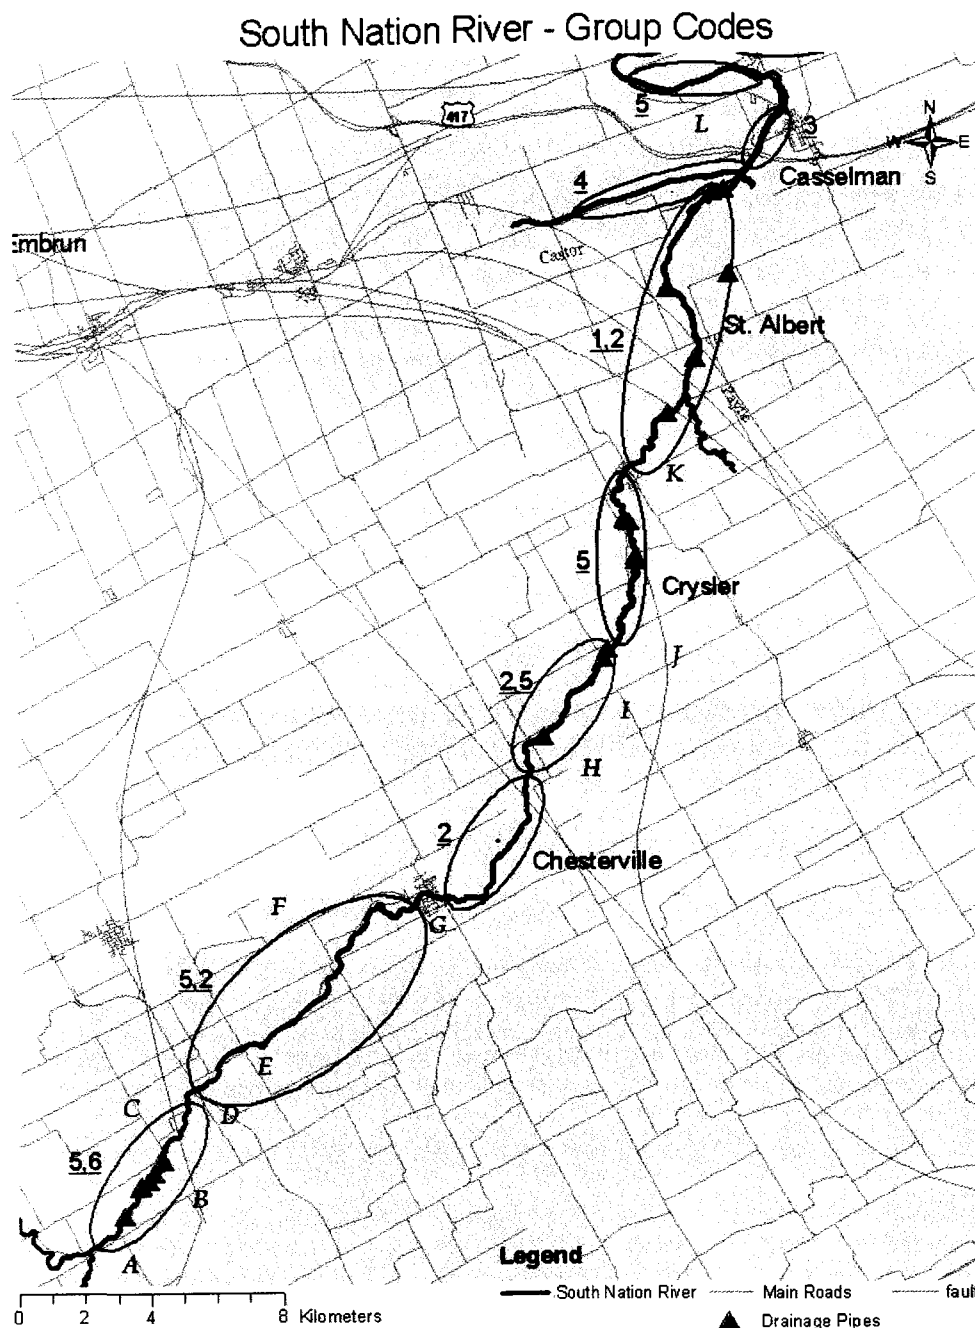 South Nation River - Group Codes
5
L
3
417
N
W E
S
Casselman
4
Embrun
Castor
St. Albert
1,2
Payne
K
5
Crysler
J
2,5
I
H
2
Chesterville
F
G
5,2
E
C
D
5,6
B
A
Legend
South Nation River
Main Roads
faul
Drainage Pipes
0 2 4 8 Kilometers